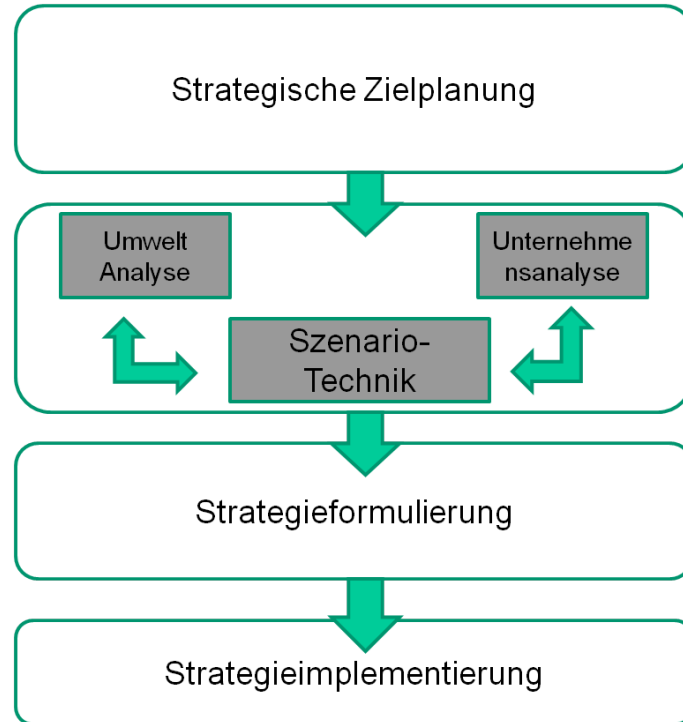 Strategische Zielplanung
Umwelt
Analyse
Unternehme
nsanalyse
Szenario-
Technik
Strategieformulierung
Strategieimplementierung